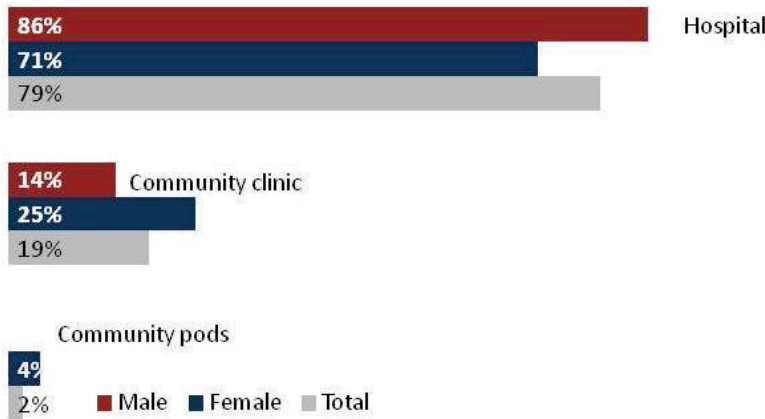 86% Hospital
71%
79%
14% Community clinic
25%
19%
Community pods
4%
2% Male Female Total